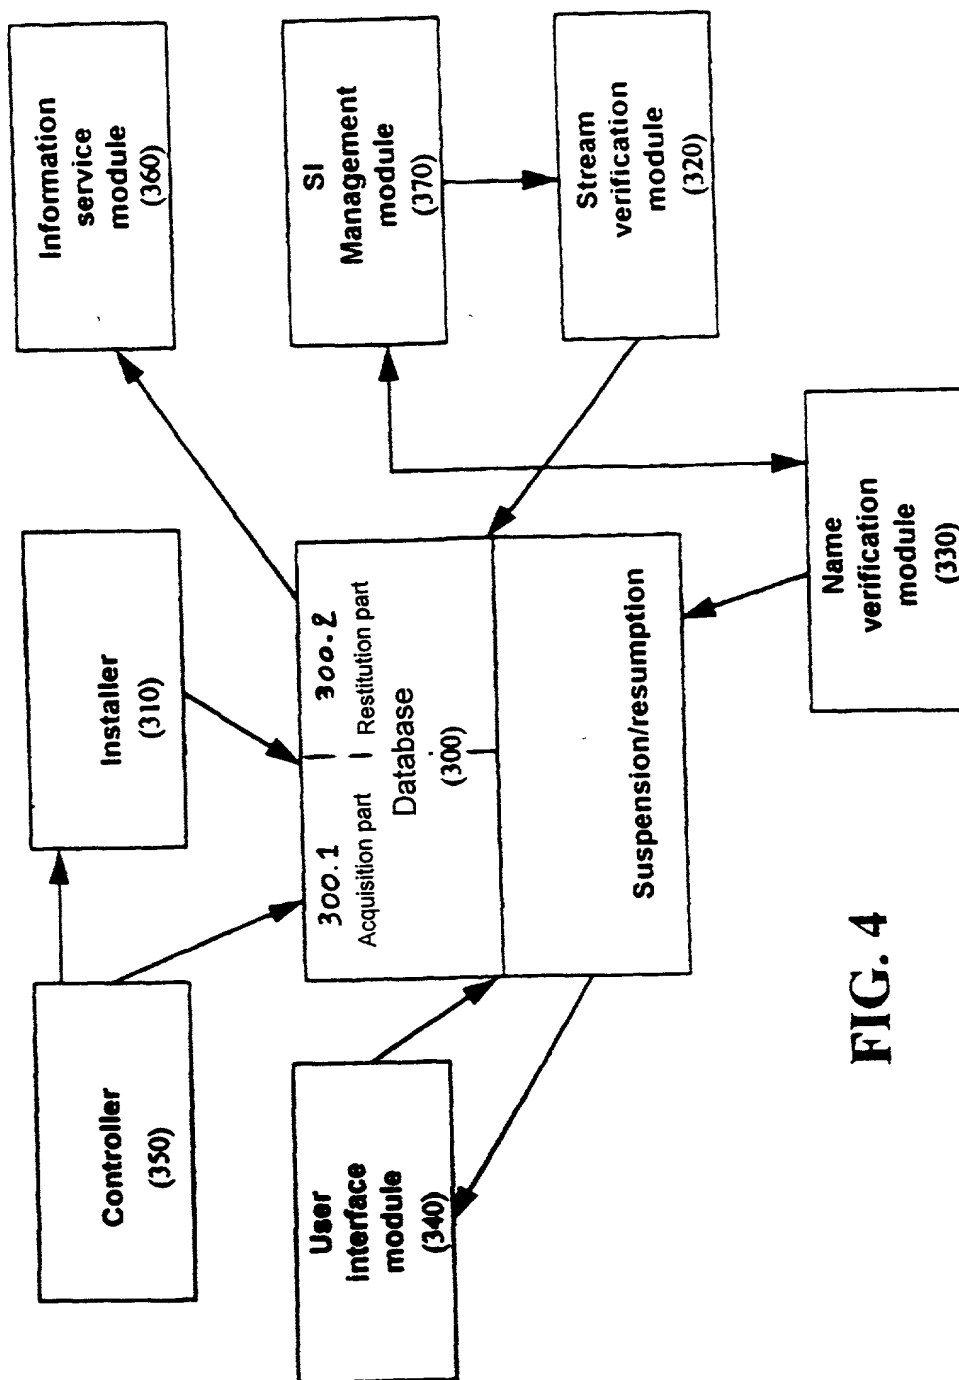 Controller
(350)
Installer
(310)
Information
service
module
(360)
User
interface
module
(340)
300.1
Acquisition part
300.2
Restitution part
Database
(300)
Suspension/resumption
SI
Management
module
(370)
Stream
verification
module
(320)
Name
verification
module
(330)
FIG. 4